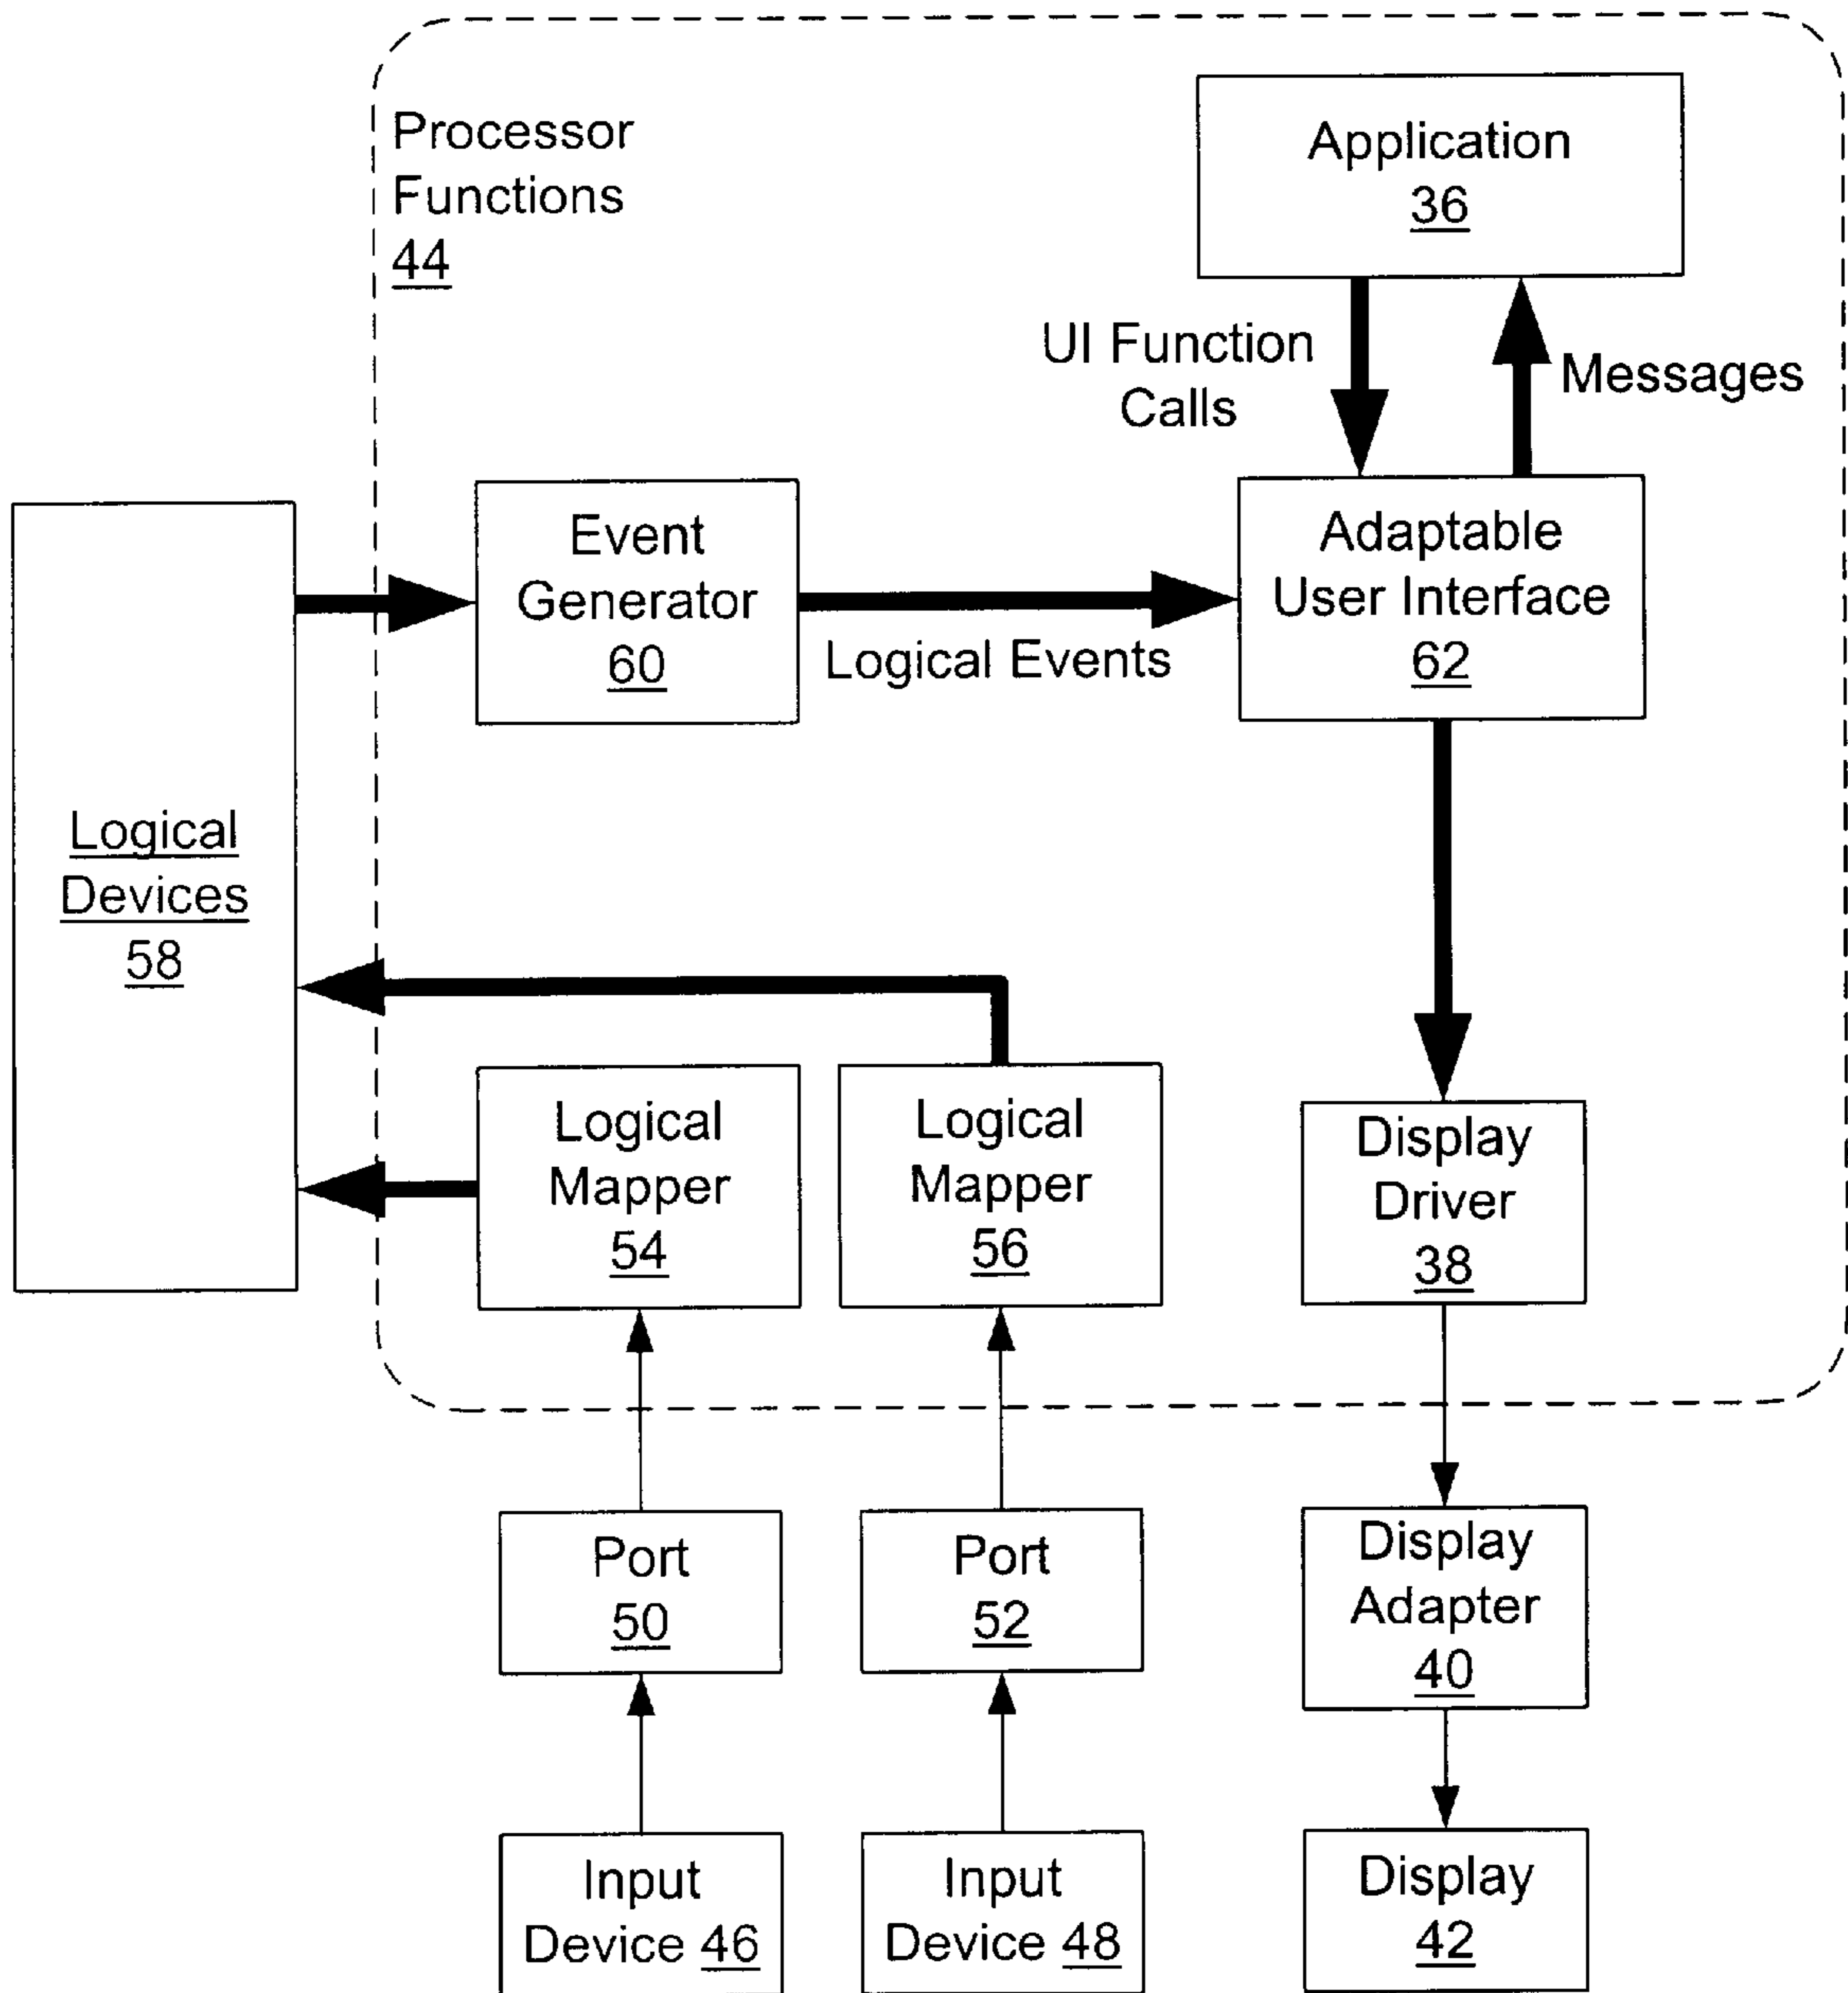 Processor
Functions
44
Application
36
UI Function
Calls
Messages
Event
Generator
60
Logical Events
Adaptable
User Interface
62
Logical
Devices
58
Logical
Mapper
54
Logical
Mapper
56
Display
Driver
38
Port
50
Port
52
Display
Adapter
40
Input
Device 46
Input
Device 48
Display
42